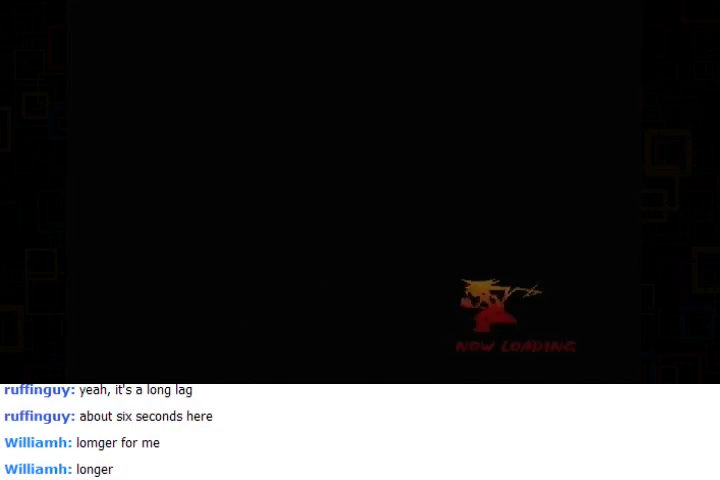 NOW LOADING
ruffinguy: yeah, it's a long lag
ruffinguy: about six seconds here
Williamh: lomger for me
Williamh: longer